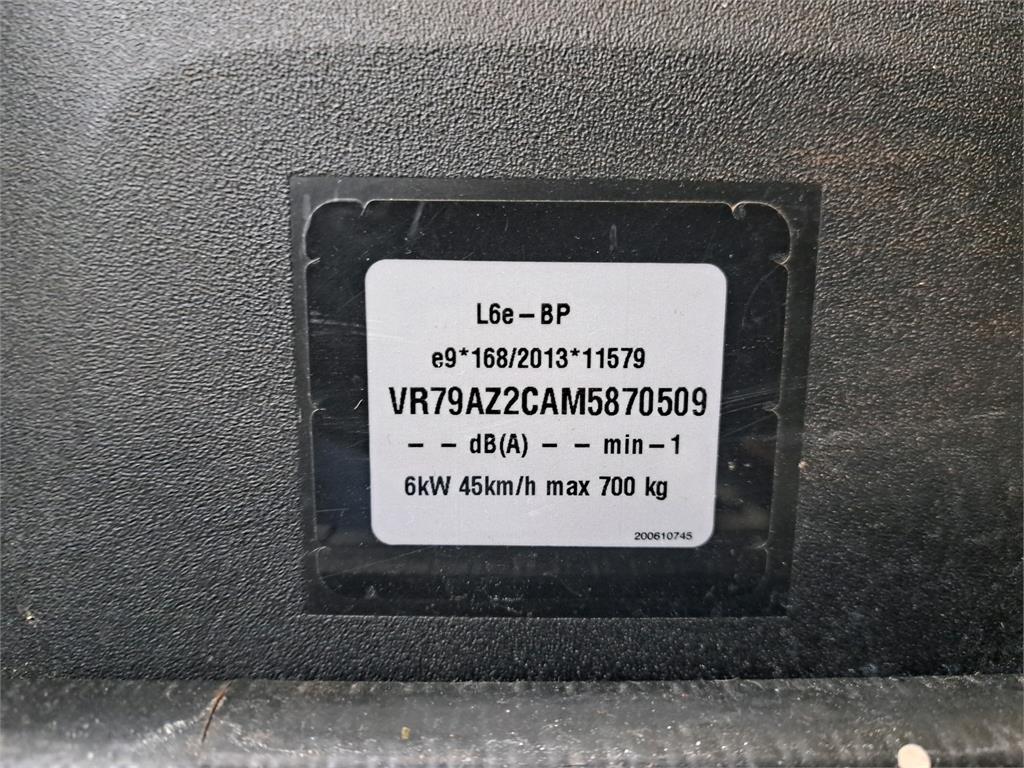 L6e – BP
e9*168/2013*11579
VR79AZ2CAM5870509
– – dB(A) – – min – 1
6kW 45km/h max 700 kg
200610745